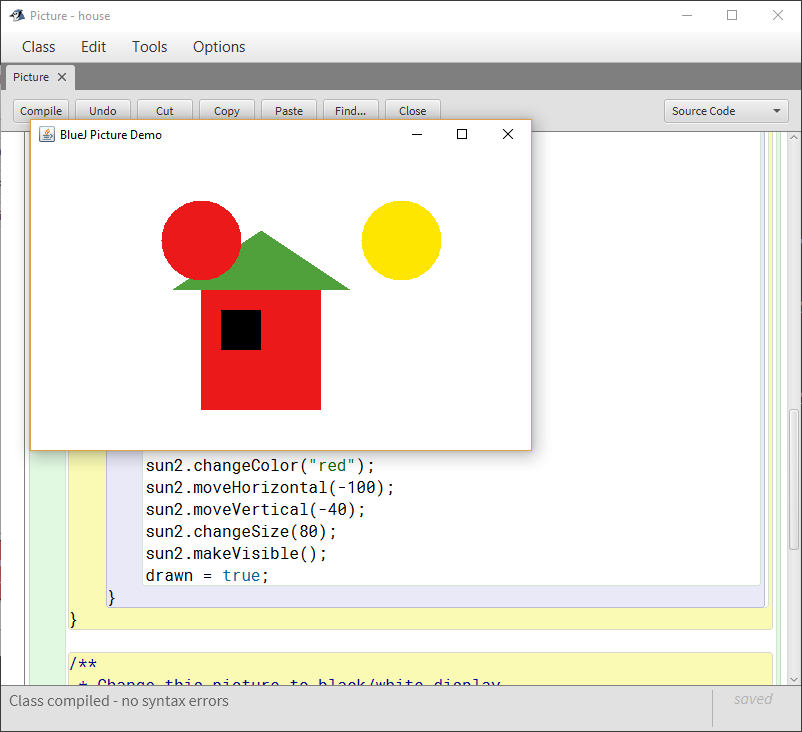 Picture - house
Class Edit Tools Options
Picture
Compile Undo Cut Copy Paste Find... Close Source Code
BlueJ Picture Demo
sun2.changeColor("red");
sun2.moveHorizontal(-100);
sun2.moveVertical(-40);
sun2.changeSize(80);
sun2.makeVisible();
drawn = true;
}
}
/**
* Change this picture to black/white display
Class compiled - no syntax errors
saved